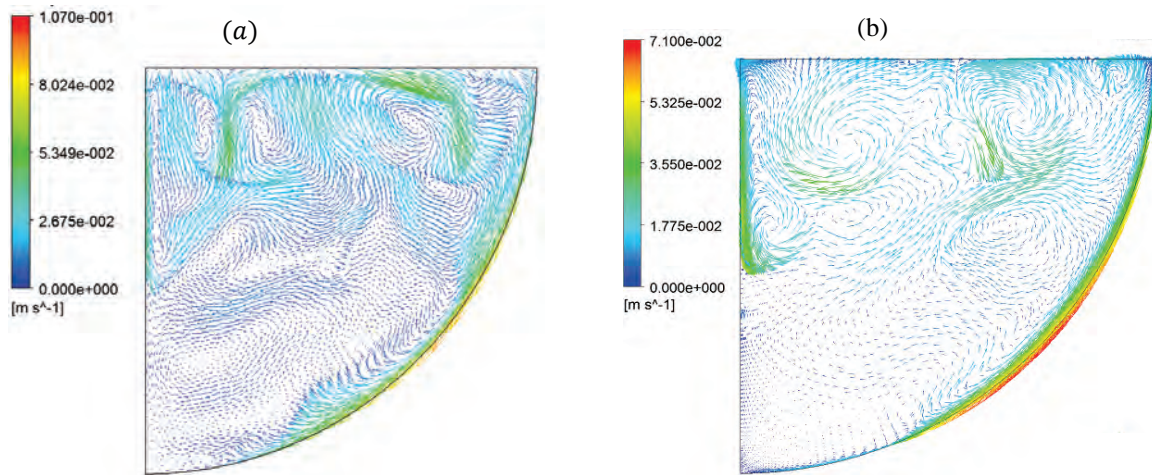 (a)
1.070e-001
8.024e-002
5.349e-002
2.675e-002
0.000e+000
[m s^-1]
(b)
7.100e-002
5.325e-002
3.550e-002
1.775e-002
0.000e+000
[m s^-1]